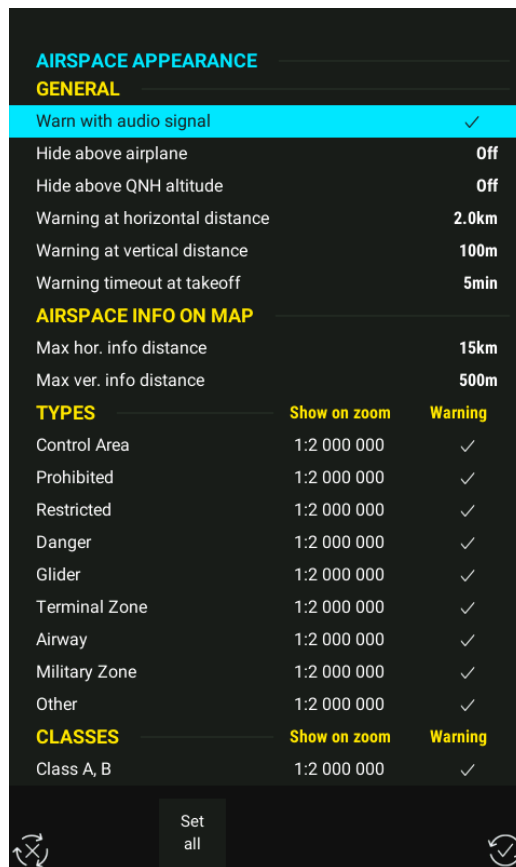 AIRSPACE APPEARANCE
GENERAL
Warn with audio signal ✓
Hide above airplane Off
Hide above QNH altitude Off
Warning at horizontal distance 2.0km
Warning at vertical distance 100m
Warning timeout at takeoff 5min
AIRSPACE INFO ON MAP
Max hor. info distance 15km
Max ver. info distance 500m
TYPES Show on zoom Warning
Control Area 1:2 000 000 ✓
Prohibited 1:2 000 000 ✓
Restricted 1:2 000 000 ✓
Danger 1:2 000 000 ✓
Glider 1:2 000 000 ✓
Terminal Zone 1:2 000 000 ✓
Airway 1:2 000 000 ✓
Military Zone 1:2 000 000 ✓
Other 1:2 000 000 ✓
CLASSES Show on zoom Warning
Class A, B 1:2 000 000 ✓
Set
all